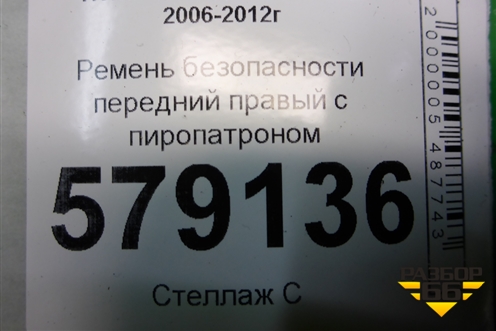 2006-2012г
Ремень безопасности
передний правый с
пиропатроном
579136
Стеллаж С
2000005487743
РАЗБОР
66